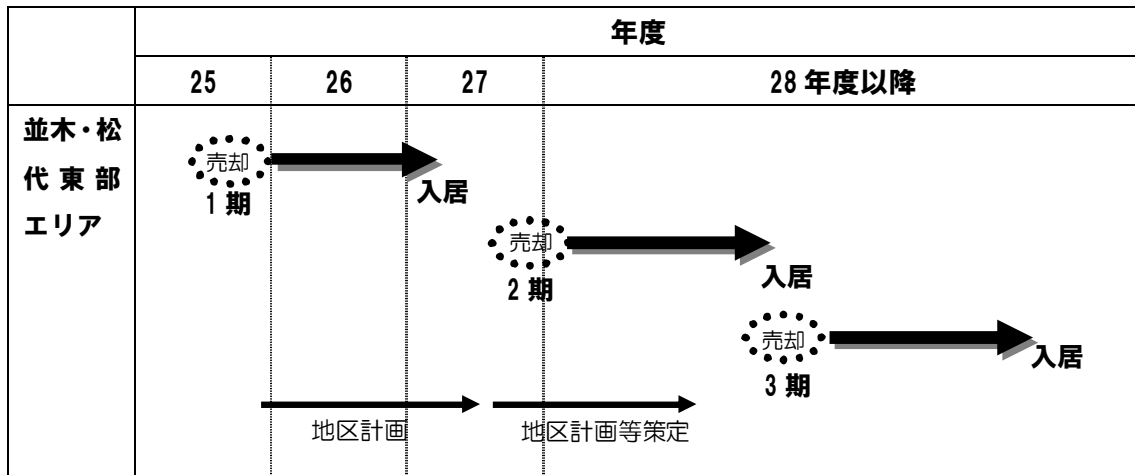 年度
25 26 27 28年度以降
並木・松
代東部
エリア
売却
1期
入居
売却
2期
入居
売却
3期
入居
地区計画
地区計画等策定